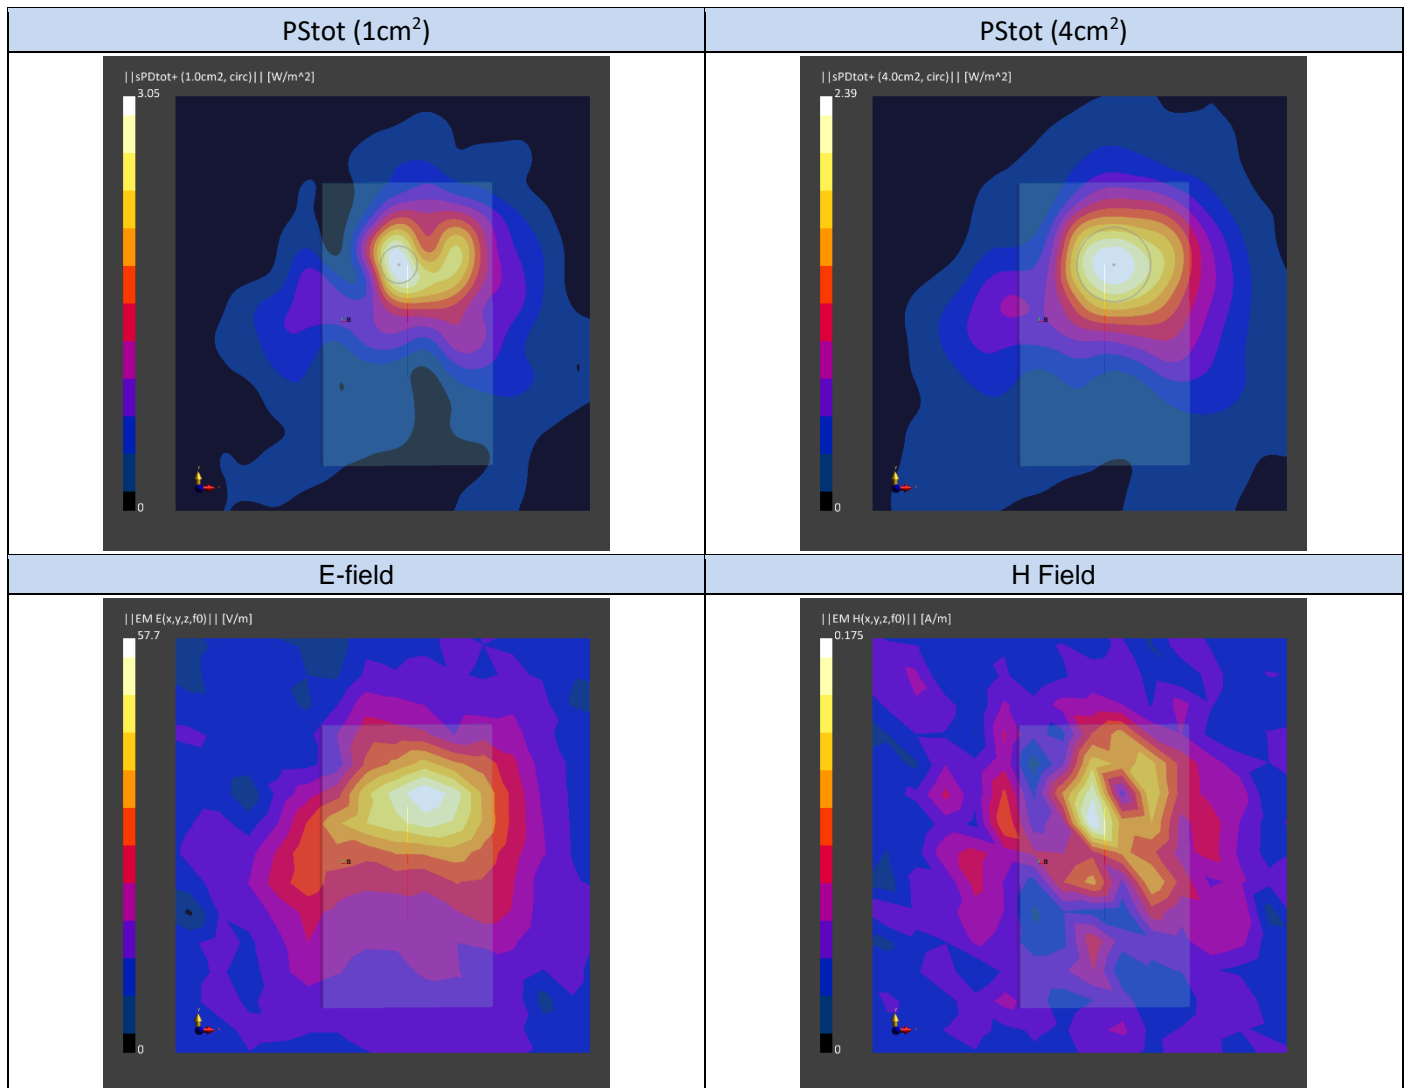 PStot (1cm²)
PStot (4cm²)
||sPDtot+ (1.0cm2, circ)|| [W/m^2]
3.05
0
||sPDtot+ (4.0cm2, circ)|| [W/m^2]
2.39
0
E-field
H Field
||EM E(x,y,z,f0)|| [V/m]
57.7
0
||EM H(x,y,z,f0)|| [A/m]
0.175
0